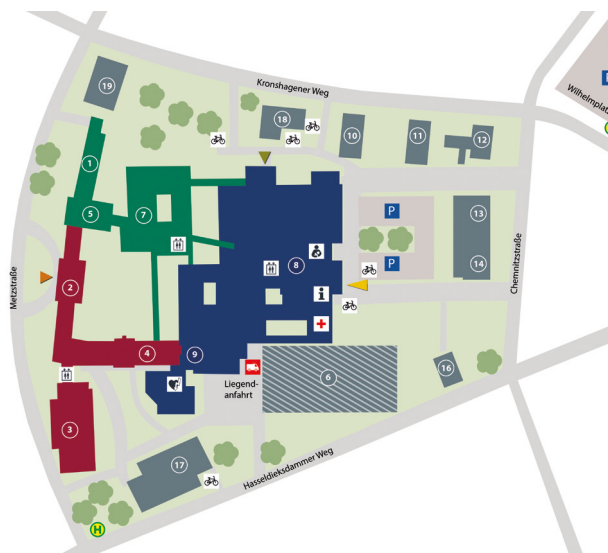 Kronshagener Weg
Wilhelmplatz
19
18
10
11
12
1
5
7
13
P
8
P
14
2
i
Metzstraße
Chemnitzstraße
4
9
6
16
Liegend-
anfahrt
3
17
Hasseldieksdammer Weg
H